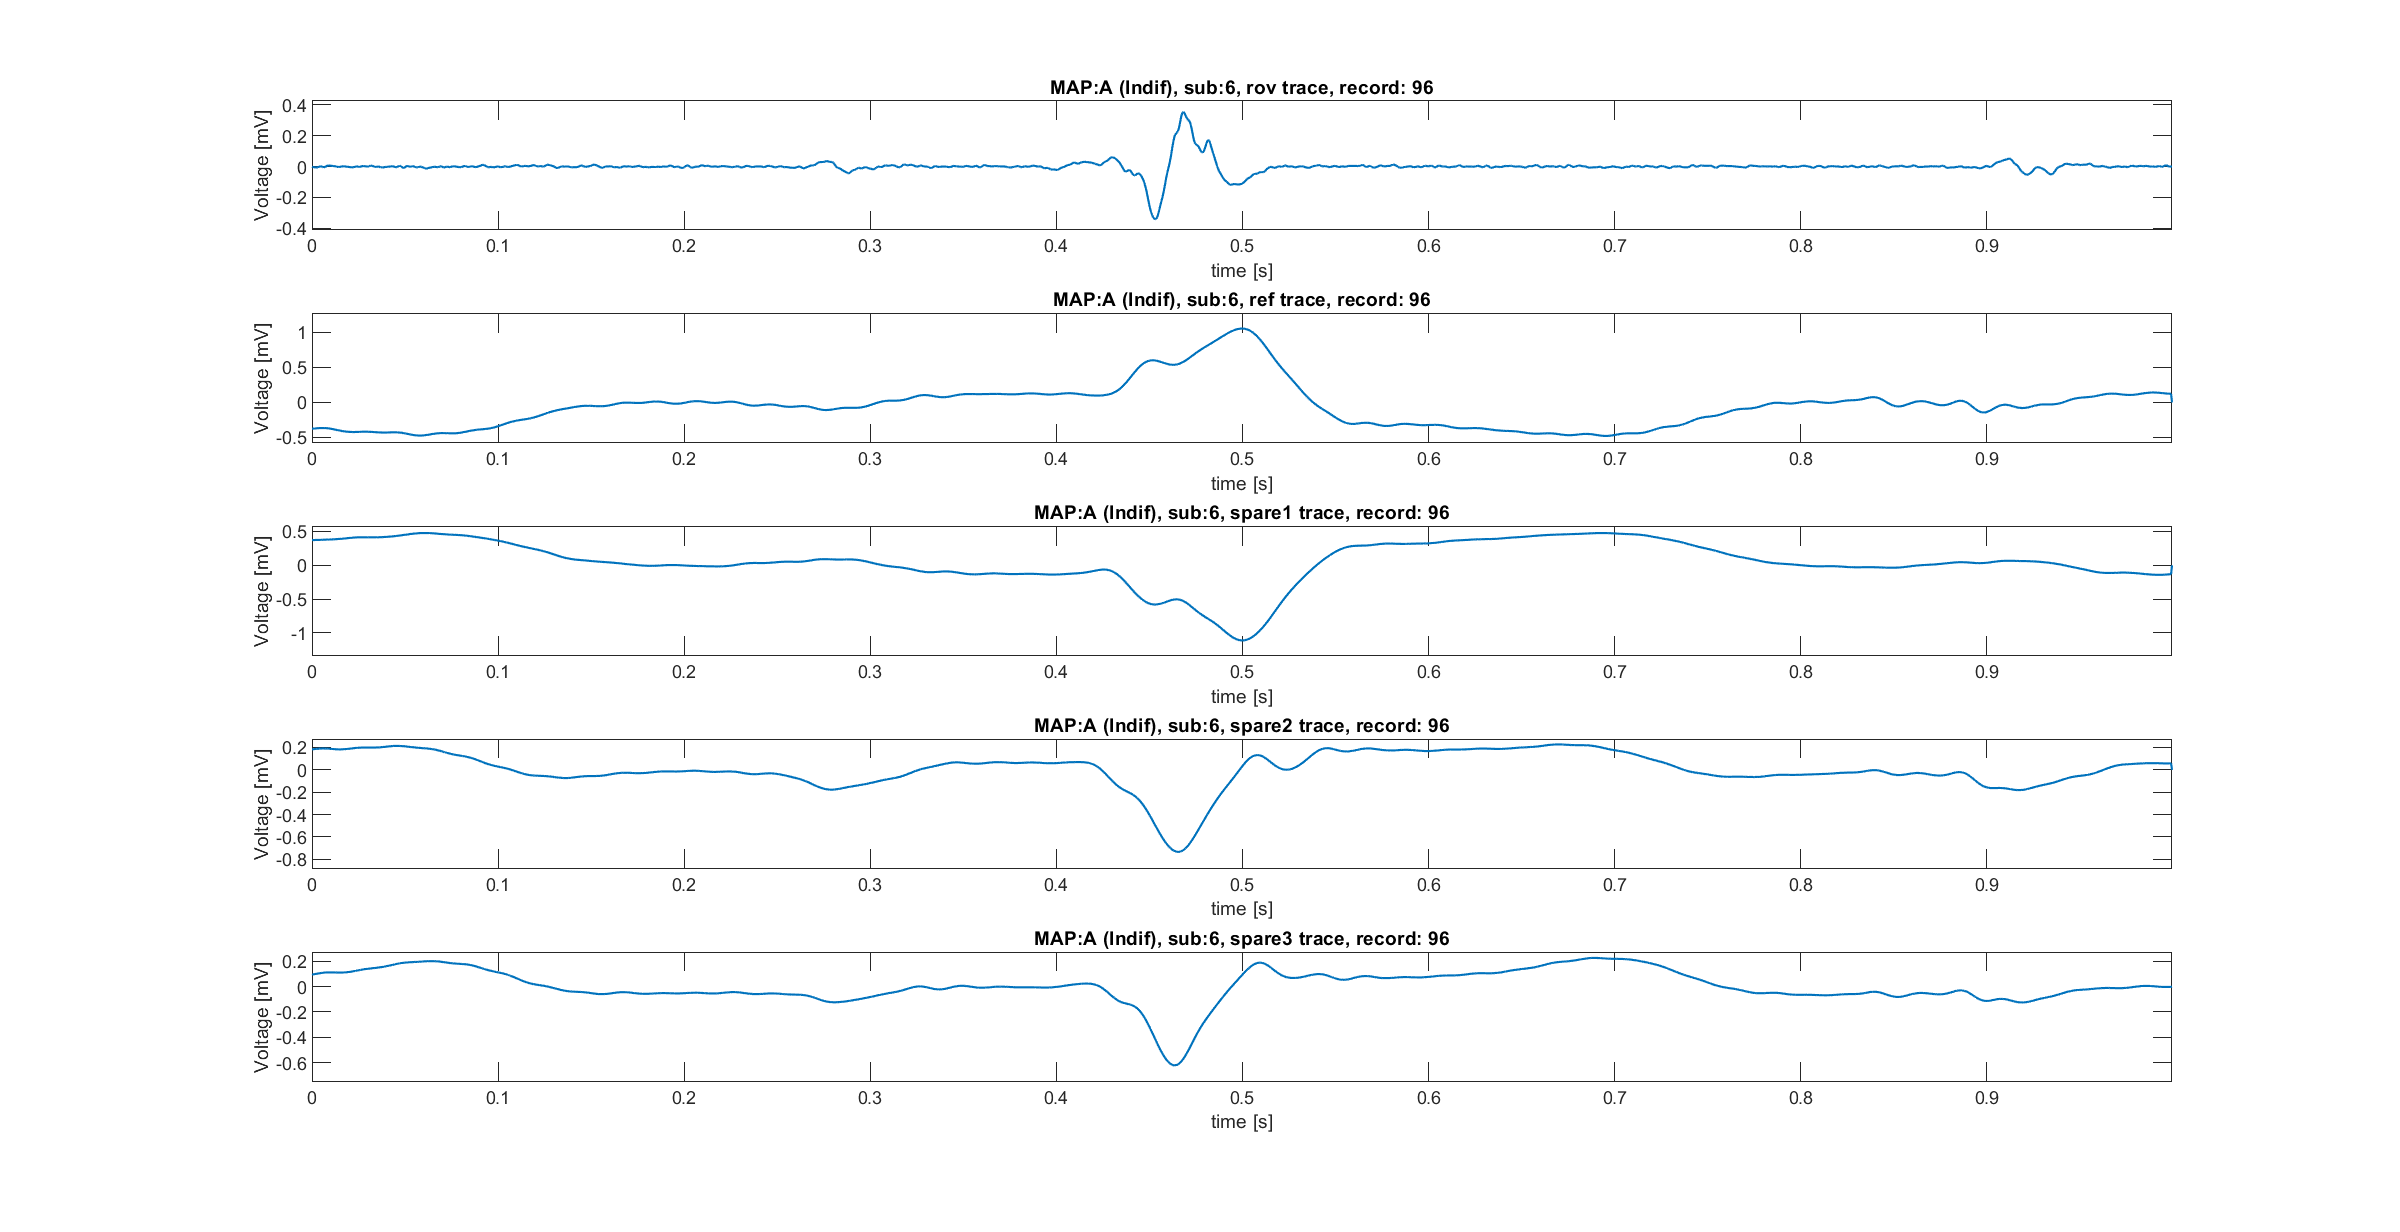 MAP:A (Indif), sub:6, rov trace, record: 96
Voltage [mV]
0.4
0.2
0
-0.2
-0.4
0 0.1 0.2 0.3 0.4 0.5 0.6 0.7 0.8 0.9
time [s]
MAP:A (Indif), sub:6, ref trace, record: 96
Voltage [mV]
1
0.5
0
-0.5
0 0.1 0.2 0.3 0.4 0.5 0.6 0.7 0.8 0.9
time [s]
MAP:A (Indif), sub:6, spare1 trace, record: 96
Voltage [mV]
0.5
0
-0.5
-1
0 0.1 0.2 0.3 0.4 0.5 0.6 0.7 0.8 0.9
time [s]
MAP:A (Indif), sub:6, spare2 trace, record: 96
Voltage [mV]
0.2
0
-0.2
-0.4
-0.6
-0.8
0 0.1 0.2 0.3 0.4 0.5 0.6 0.7 0.8 0.9
time [s]
MAP:A (Indif), sub:6, spare3 trace, record: 96
Voltage [mV]
0.2
0
-0.2
-0.4
-0.6
0 0.1 0.2 0.3 0.4 0.5 0.6 0.7 0.8 0.9
time [s]